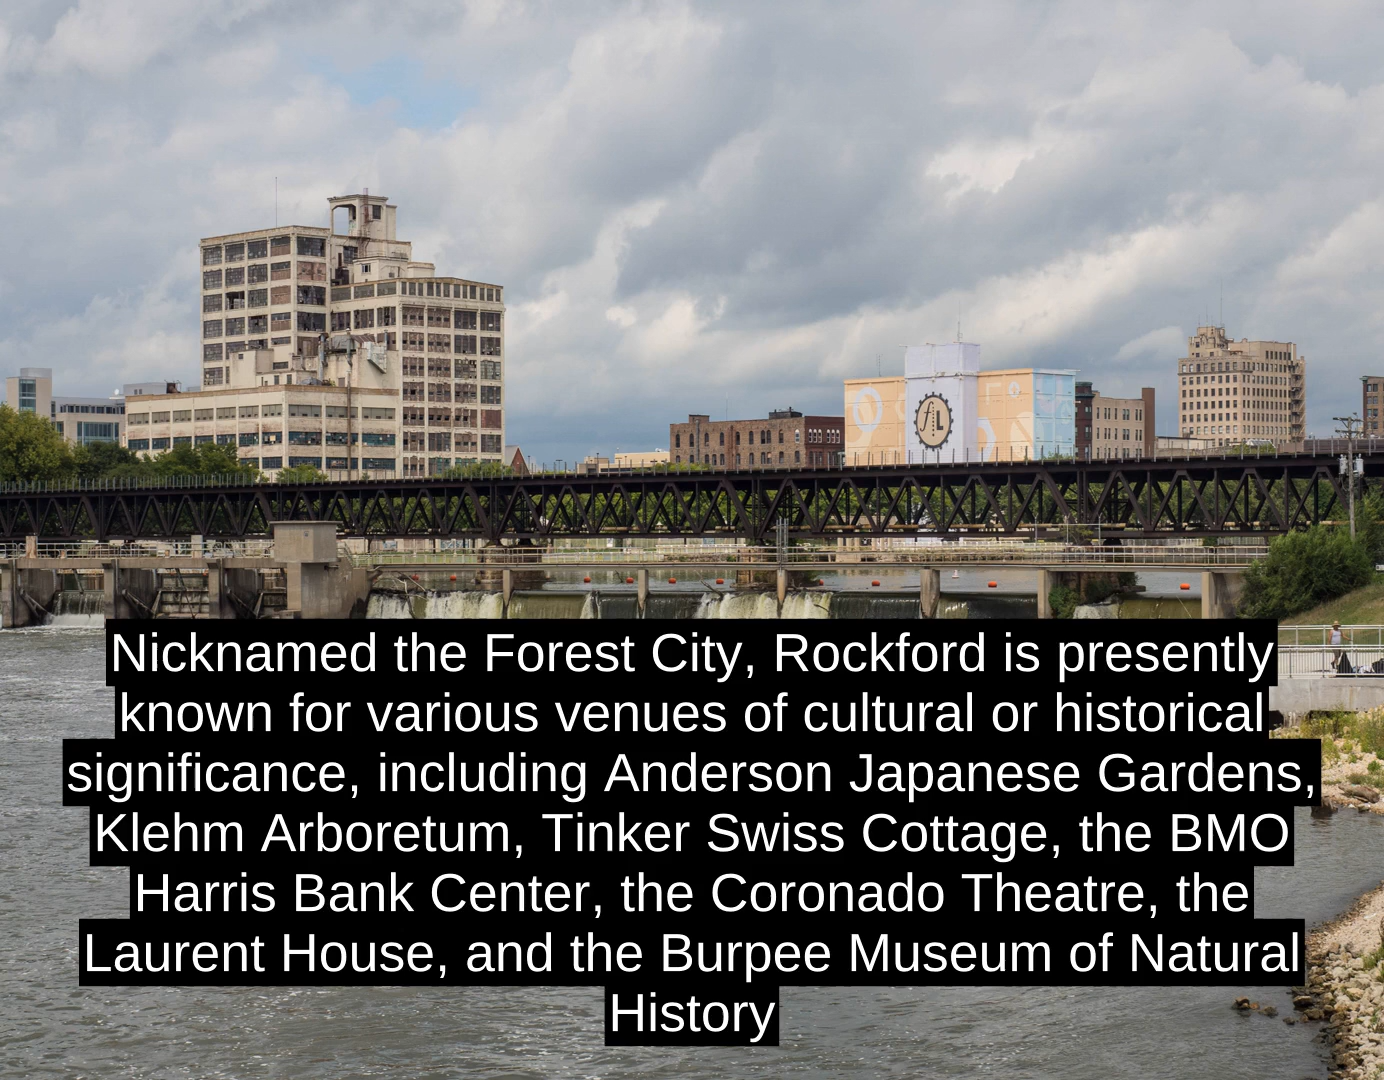 fL
Nicknamed the Forest City, Rockford is presently
known for various venues of cultural or historical
significance, including Anderson Japanese Gardens,
Klehm Arboretum, Tinker Swiss Cottage, the BMO
Harris Bank Center, the Coronado Theatre, the
Laurent House, and the Burpee Museum of Natural
History